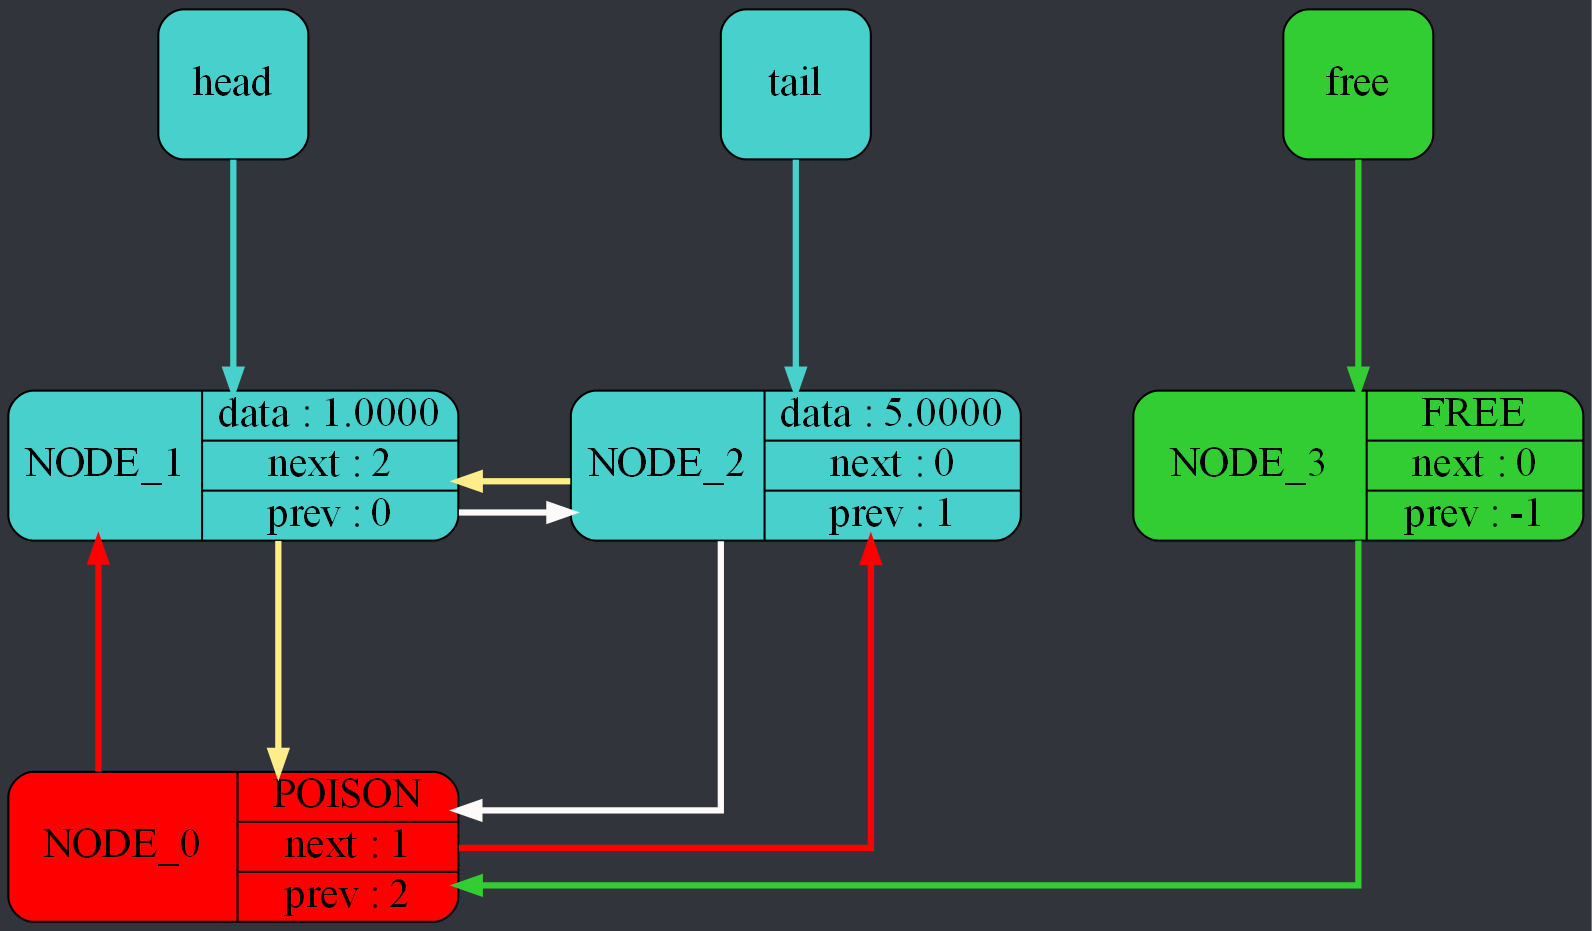 head
tail
free
NODE_1
data : 1.0000
next : 2
prev : 0
NODE_2
data : 5.0000
next : 0
prev : 1
NODE_3
FREE
next : 0
prev : -1
NODE_0
POISON
next : 1
prev : 2